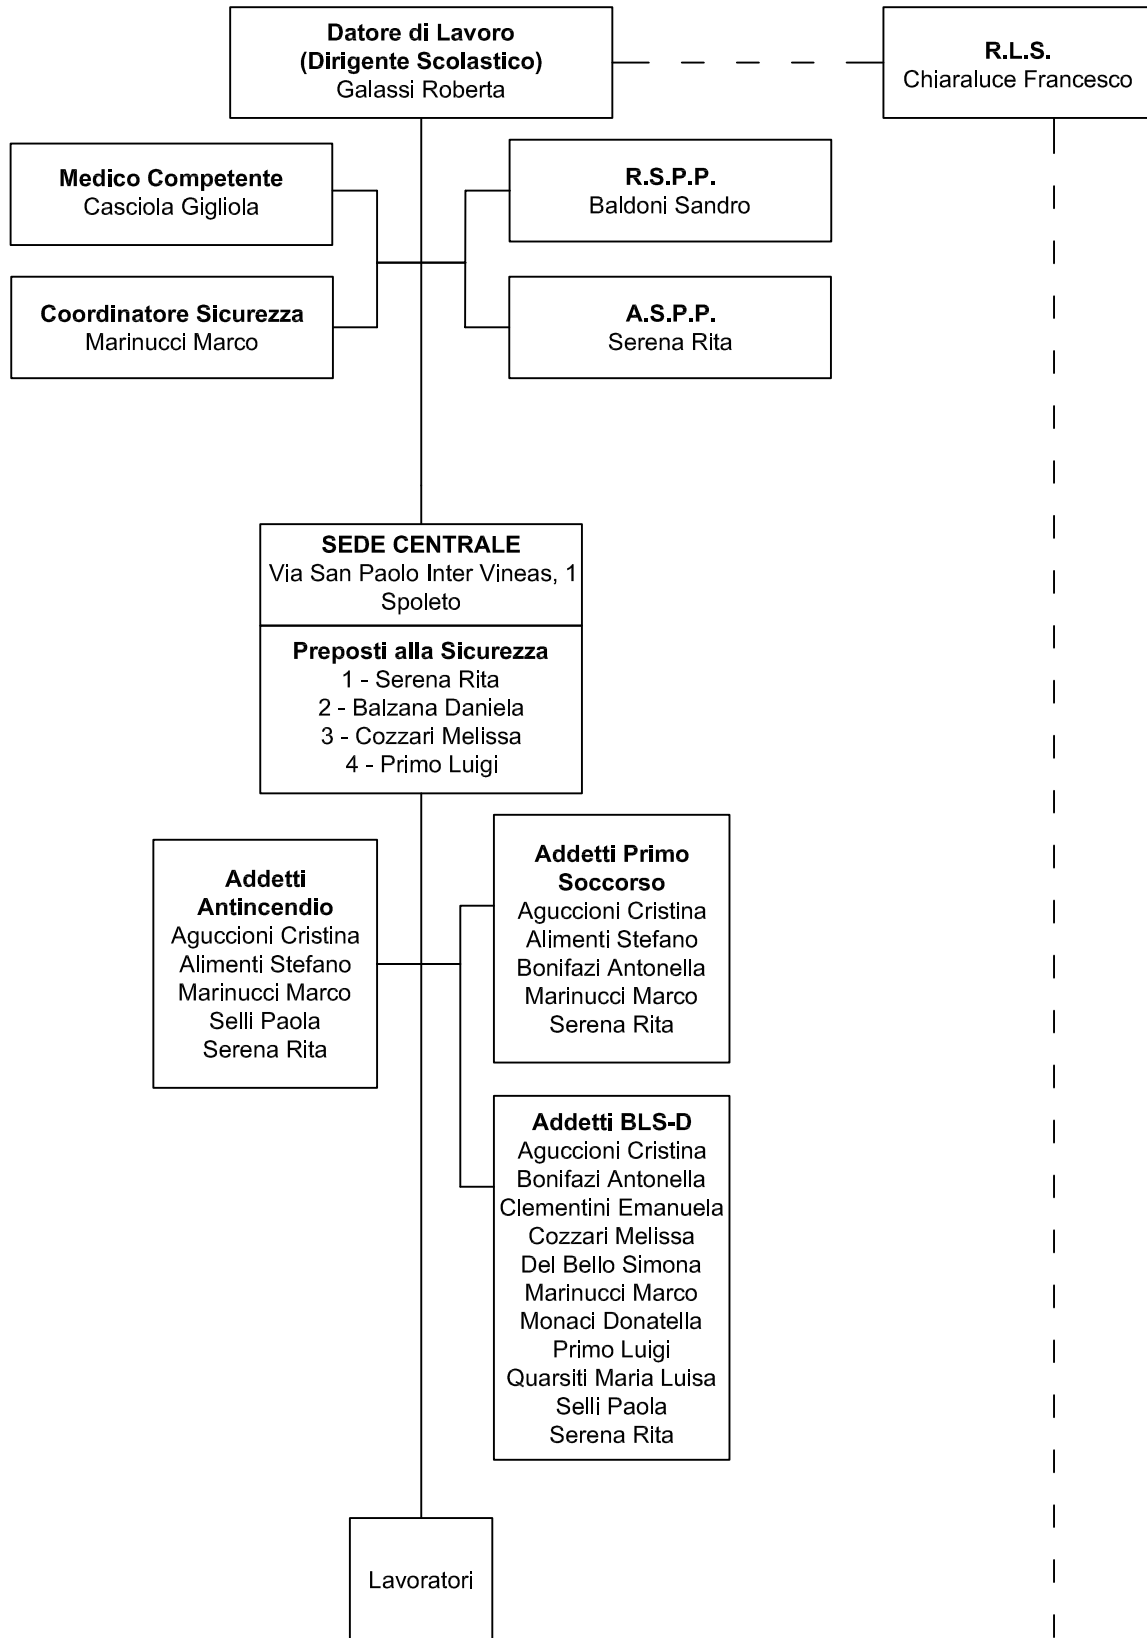 Datore di Lavoro
(Dirigente Scolastico)
Galassi Roberta
R.L.S.
Chiaraluce Francesco
Medico Competente
Casciola Gigliola
R.S.P.P.
Baldoni Sandro
Coordinatore Sicurezza
Marinucci Marco
A.S.P.P.
Serena Rita
SEDE CENTRALE
Via San Paolo Inter Vineas, 1
Spoleto
Preposti alla Sicurezza
1 - Serena Rita
2 - Balzana Daniela
3 - Cozzari Melissa
4 - Primo Luigi
Addetti
Antincendio
Aguccioni Cristina
Alimenti Stefano
Marinucci Marco
Selli Paola
Serena Rita
Addetti Primo
Soccorso
Aguccioni Cristina
Alimenti Stefano
Bonifazi Antonella
Marinucci Marco
Serena Rita
Addetti BLS-D
Aguccioni Cristina
Bonifazi Antonella
Clementini Emanuela
Cozzari Melissa
Del Bello Simona
Marinucci Marco
Monaci Donatella
Primo Luigi
Quarsiti Maria Luisa
Selli Paola
Serena Rita
Lavoratori